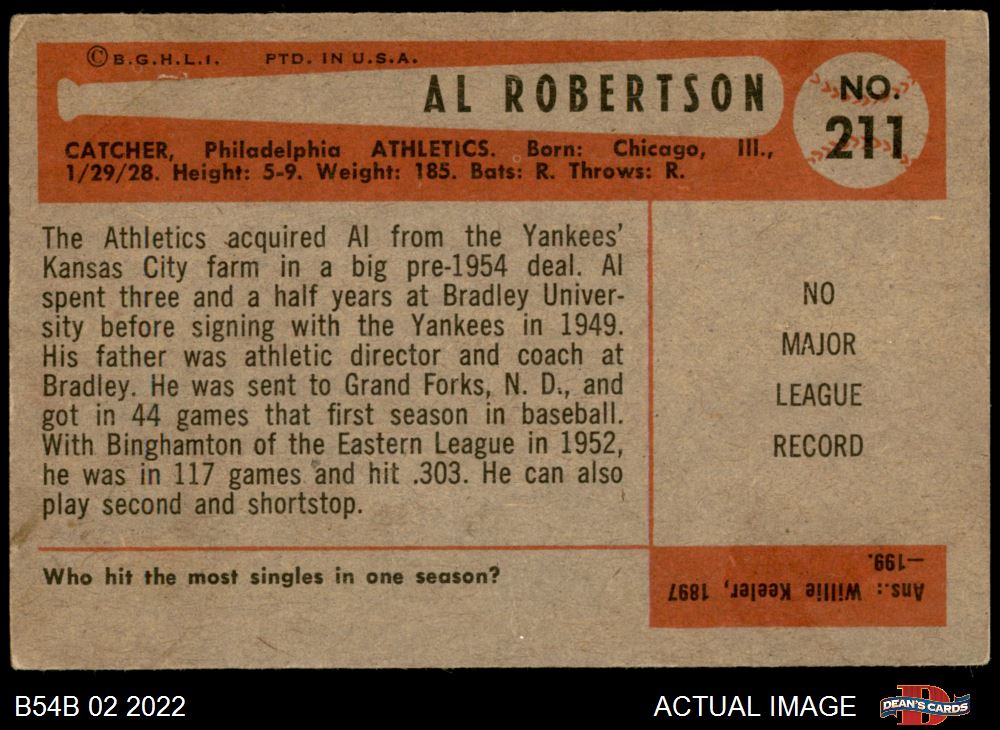 ©B.G.H.L.I. PTD. IN U.S.A.
AL ROBERTSON
NO.
211
CATCHER, Philadelphia ATHLETICS. Born: Chicago, Ill.,
1/29/28. Height: 5-9. Weight: 185. Bats: R. Throws: R.
The Athletics acquired Al from the Yankees'
Kansas City farm in a big pre-1954 deal. Al
spent three and a half years at Bradley Univer-
sity before signing with the Yankees in 1949.
His father was athletic director and coach at
Bradley. He was sent to Grand Forks, N. D., and
got in 44 games that first season in baseball.
With Binghamton of the Eastern League in 1952,
he was in 117 games and hit .303. He can also
play second and shortstop.
NO
MAJOR
LEAGUE
RECORD
Who hit the most singles in one season?
Ans.: Willie Keeler, 1897
—199.
B54B 02 2022
ACTUAL IMAGE
D
DEAN'S CARDS